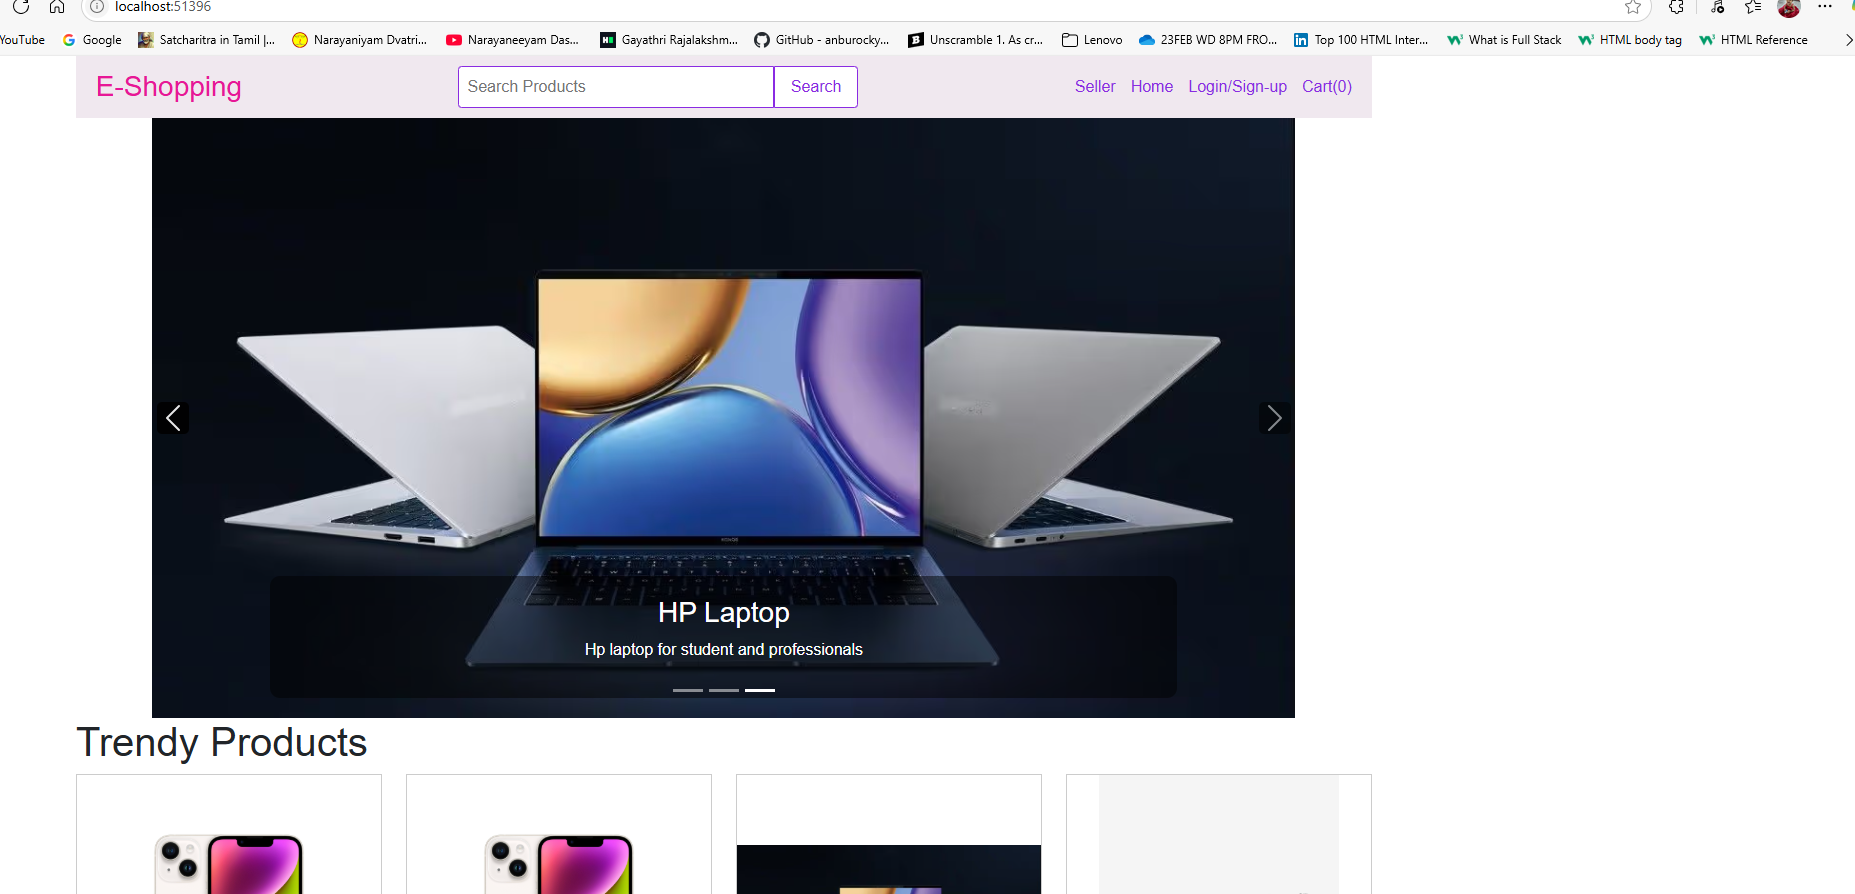 localhost:51396
YouTube Google Satcharitra in Tamil |... Narayaniyam Dvatri... Narayaneeyam Das... Gayathri Rajalakshm... GitHub - anburocky... Unscramble 1. As cr... Lenovo 23FEB WD 8PM FRO... Top 100 HTML Inter... What is Full Stack HTML body tag HTML Reference
E-Shopping Search Products Search Seller Home Login/Sign-up Cart(0)
HP Laptop
Hp laptop for student and professionals
Trendy Products